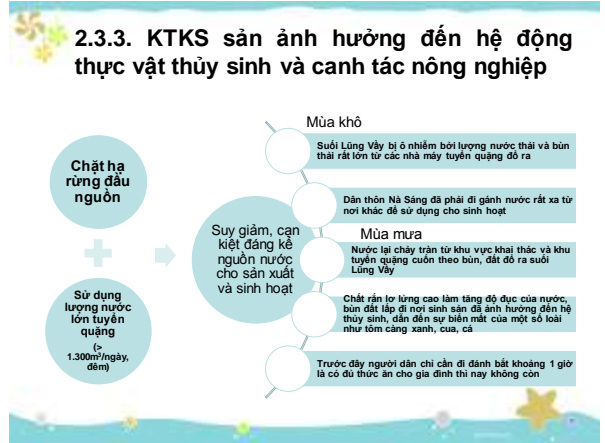 2.3.3. KTKS sản ảnh hưởng đến hệ động
thực vật thủy sinh và canh tác nông nghiệp
Chặt hạ
rừng đầu
nguồn
Sử dụng
lượng nước
lớn tuyển
quặng
(>
1.300m³/ngày,
đêm)
Suy giảm, cạn
kiệt đáng kể
nguồn nước
cho sản xuất
và sinh hoạt
Mùa khô
Suối Lũng Vầy bị ô nhiễm bởi lượng nước thải và bùn
thải rất lớn từ các nhà máy tuyển quặng đổ ra
Dân thôn Nà Sáng đã phải đi gánh nước rất xa từ
nơi khác để sử dụng cho sinh hoạt
Mùa mưa
Nước lại chảy tràn từ khu vực khai thác và khu
tuyển quặng cuốn theo bùn, đất đổ ra suối
Lũng Vầy
Chất rắn lơ lửng cao làm tăng độ đục của nước,
bùn đất lấp đi nơi sinh sản đã ảnh hưởng đến hệ
thủy sinh, dẫn đến sự biến mất của một số loài
như tôm càng xanh, cua, cá
Trước đây người dân chỉ cần đi đánh bắt khoảng 1 giờ
là có đủ thức ăn cho gia đình thì nay không còn